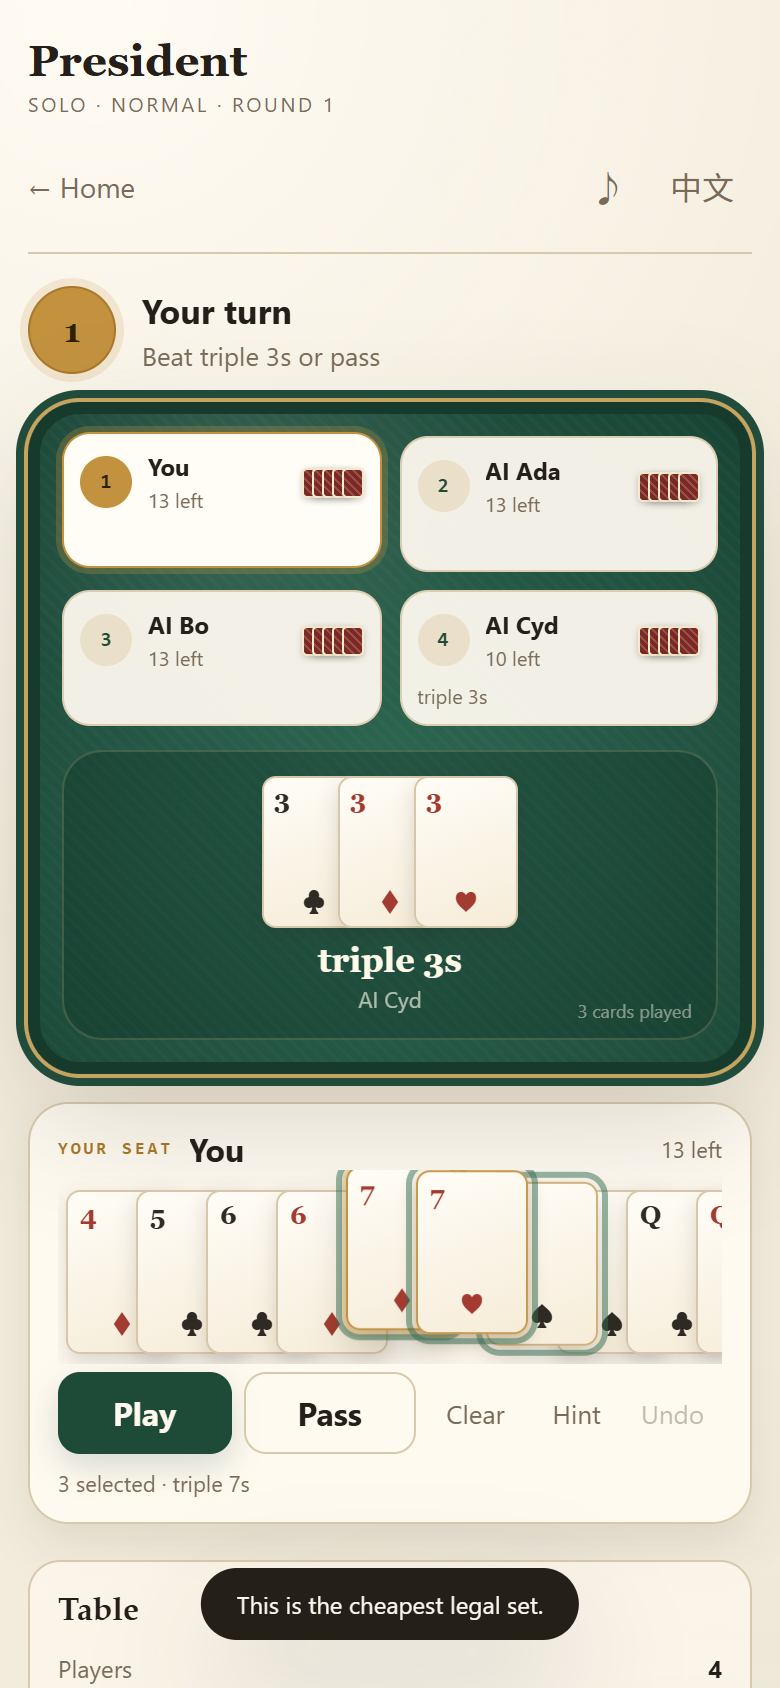 President
SOLO · NORMAL · ROUND 1
← Home
中文
1
Your turn
Beat triple 3s or pass
1
You
13 left
2
AI Ada
13 left
3
AI Bo
13 left
4
AI Cyd
10 left
triple 3s
3
3
3
triple 3s
AI Cyd
3 cards played
YOUR SEAT You
13 left
4
5
6
6
7
7
Q
Q
Play
Pass
Clear
Hint
Undo
3 selected · triple 7s
Table
This is the cheapest legal set.
Players
4